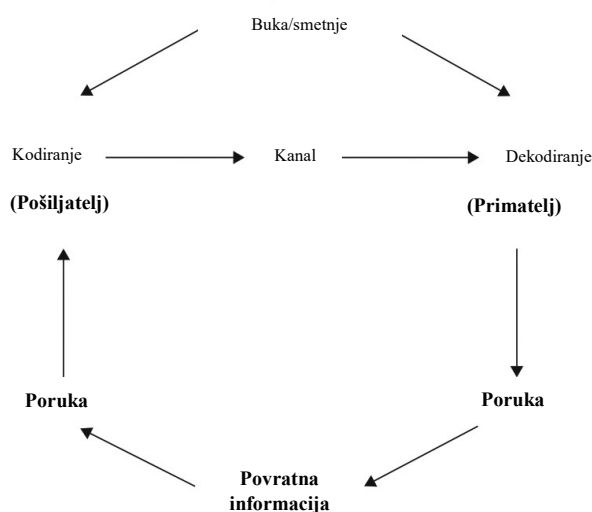 Buka/smetnje
Kodiranje
Kanal
Dekodiranje
(Pošiljatelj)
(Primatelj)
Poruka
Poruka
Povratna
informacija